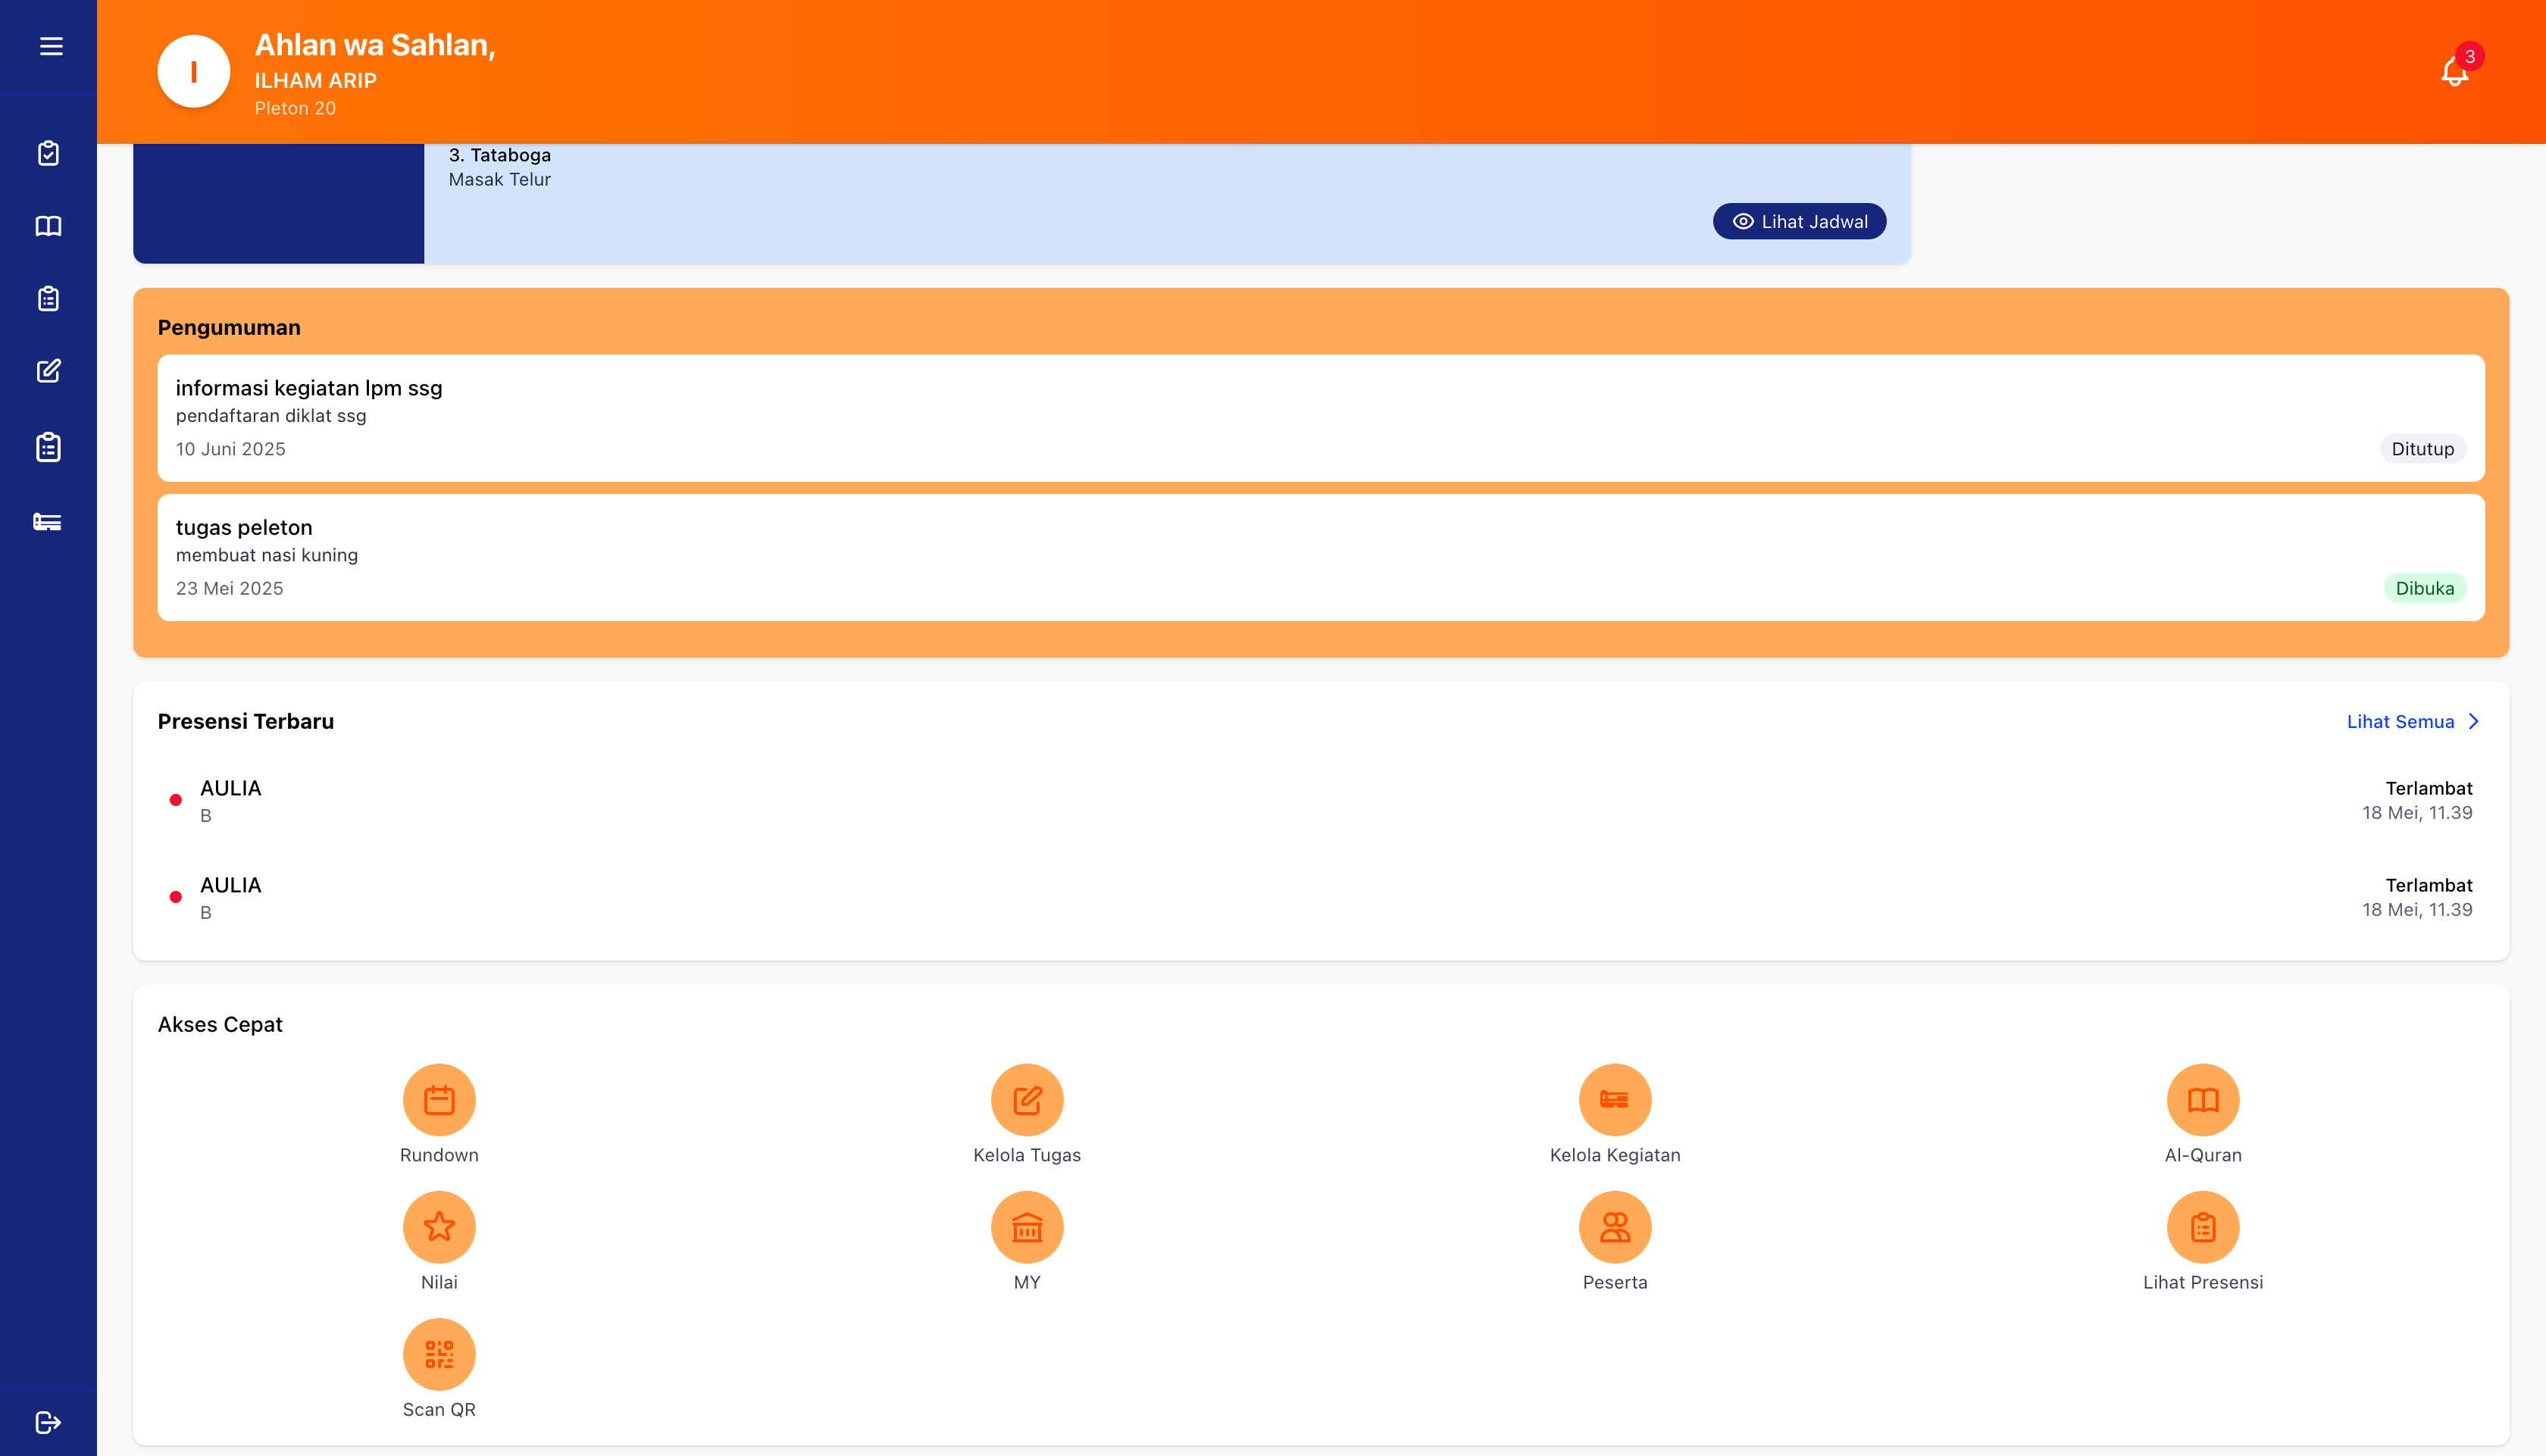 I
Ahlan wa Sahlan,
ILHAM ARIP
Pleton 20
3
3. Tataboga
Masak Telur
Lihat Jadwal
Pengumuman
informasi kegiatan lpm ssg
pendaftaran diklat ssg
10 Juni 2025
Ditutup
tugas peleton
membuat nasi kuning
23 Mei 2025
Dibuka
Presensi Terbaru
Lihat Semua
AULIA
B
Terlambat
18 Mei, 11.39
AULIA
B
Terlambat
18 Mei, 11.39
Akses Cepat
Rundown
Kelola Tugas
Kelola Kegiatan
Al-Quran
Nilai
MY
Peserta
Lihat Presensi
Scan QR